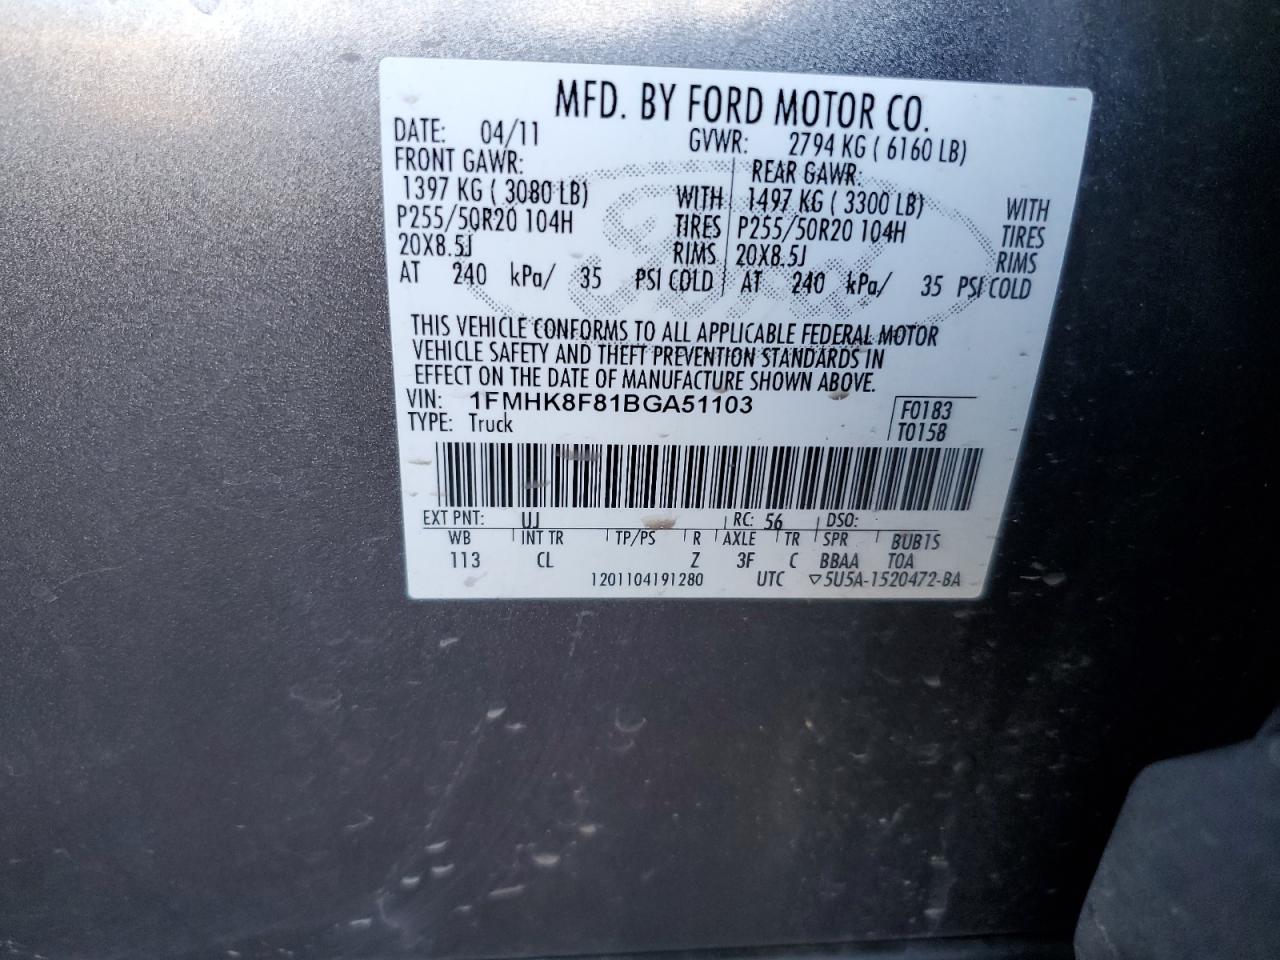 MFD. BY FORD MOTOR CO.
DATE: 04/11 GVWR: 2794 KG ( 6160 LB)
FRONT GAWR: REAR GAWR:
1397 KG ( 3080 LB) WITH 1497 KG ( 3300 LB) WITH
P255/50R20 104H TIRES P255/50R20 104H TIRES
20X8.5J RIMS 20X8.5J RIMS
AT 240 kPa/ 35 PSI COLD AT 240 kPa/ 35 PSI COLD
THIS VEHICLE CONFORMS TO ALL APPLICABLE FEDERAL MOTOR
VEHICLE SAFETY AND THEFT PREVENTION STANDARDS IN
EFFECT ON THE DATE OF MANUFACTURE SHOWN ABOVE.
VIN: 1FMHK8F81BGA51103 F0183
TYPE: Truck T0158
EXT PNT: UJ RC: 56 DSO:
WB INT TR TP/PS R AXLE TR SPR BUB1S
113 CL Z 3F C BBAA TOA
1201104191280 UTC ▽5U5A-1520472-BA